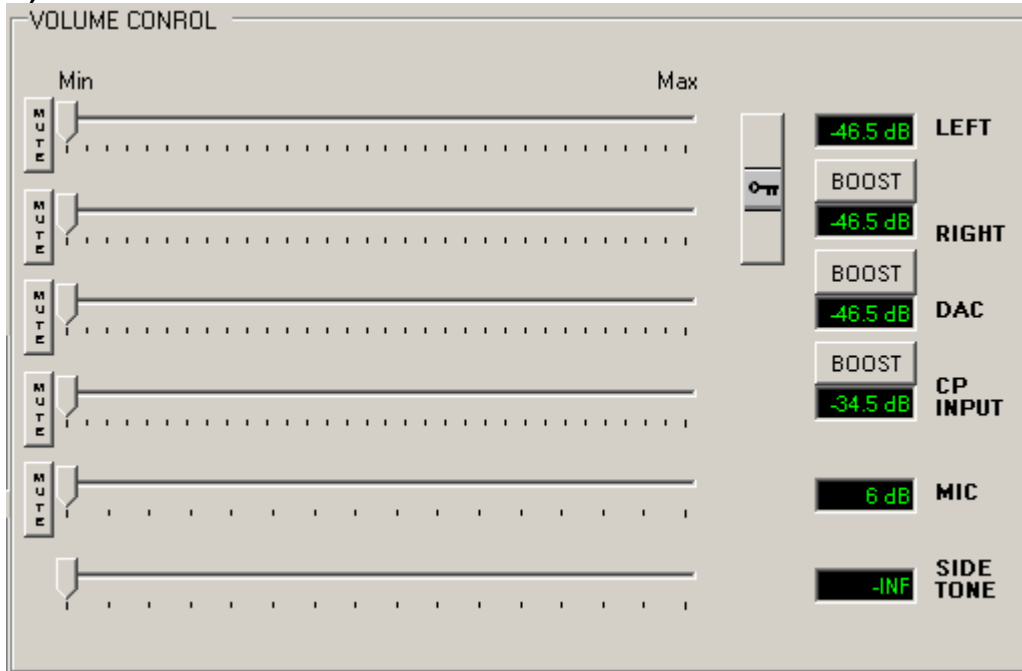 VOLUME CONROL
Min Max
MUTE -46.5 dB LEFT
BOOST
MUTE -46.5 dB RIGHT
BOOST
MUTE -46.5 dB DAC
BOOST
MUTE -34.5 dB CP
INPUT
MUTE 6 dB MIC
-INF SIDE
TONE